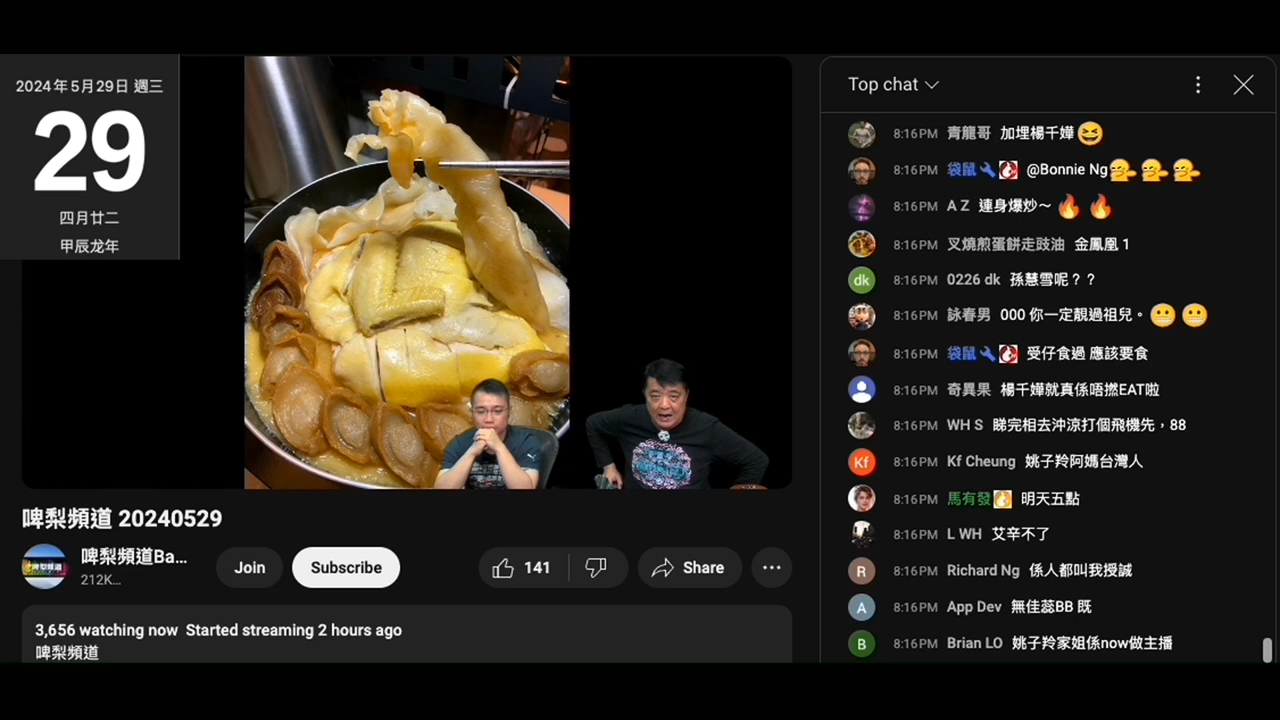 2024年5月29日 週三
29
四月廿二
甲辰龙年
啤梨頻道 20240529
啤梨頻道Ba...
212K...
Join
Subscribe
141
Share
3,656 watching now Started streaming 2 hours ago
啤梨頻道
Top chat
8:16PM 青龍哥 加埋楊千嬅😆
8:16PM 袋鼠 @Bonnie Ng
8:16PM A Z 連身爆炒～🔥🔥
8:16PM 叉燒煎蛋餅走豉油 金鳳凰 1
dk 8:16PM 0226 dk 孫慧雪呢？？
8:16PM 詠春男 000 你一定靚過祖兒。😬😬
8:16PM 袋鼠 受仔食過 應該要食
8:16PM 奇異果 楊千嬅就真係唔撚EAT啦
8:16PM WH S 睇完相去沖涼打個飛機先，88
Kf 8:16PM Kf Cheung 姚子羚阿媽台灣人
8:16PM 馬有發 明天五點
8:16PM L WH 艾辛不了
R 8:16PM Richard Ng 係人都叫我授誠
A 8:16PM App Dev 無佳蕊BB 既
B 8:16PM Brian LO 姚子羚家姐係now做主播